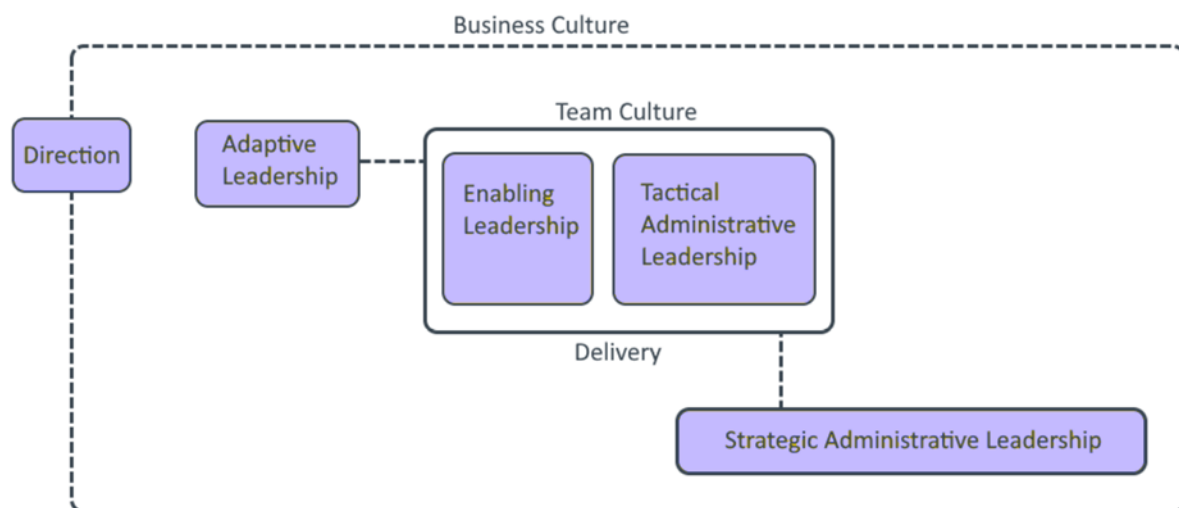 Business Culture
Team Culture
Direction
Adaptive
Leadership
Enabling
Leadership
Tactical
Administrative
Leadership
Delivery
Strategic Administrative Leadership